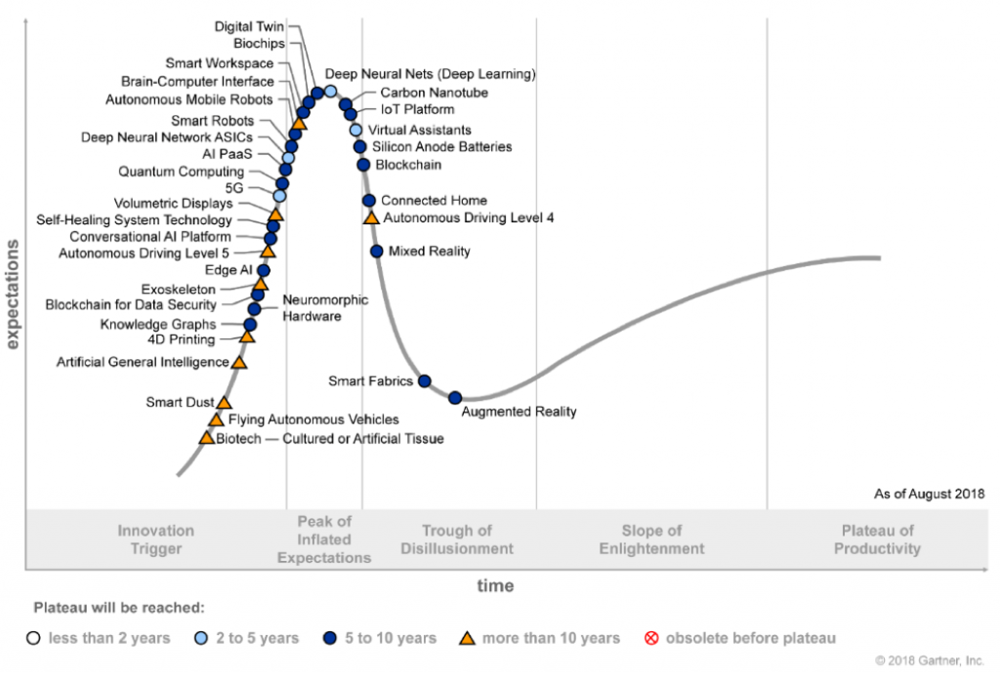 Digital Twin
Biochips
Smart Workspace
Brain-Computer Interface
Autonomous Mobile Robots
Smart Robots
Deep Neural Network ASICs
AI PaaS
Quantum Computing
5G
Volumetric Displays
Self-Healing System Technology
Conversational AI Platform
Autonomous Driving Level 5
Edge AI
Exoskeleton
Blockchain for Data Security
Neuromorphic
Hardware
Knowledge Graphs
4D Printing
Artificial General Intelligence
Smart Dust
Flying Autonomous Vehicles
Biotech — Cultured or Artificial Tissue
Deep Neural Nets (Deep Learning)
Carbon Nanotube
IoT Platform
Virtual Assistants
Silicon Anode Batteries
Blockchain
Connected Home
Autonomous Driving Level 4
Mixed Reality
Smart Fabrics
Augmented Reality
expectations
As of August 2018
Innovation
Trigger
Peak of
Inflated
Expectations
Trough of
Disillusionment
Slope of
Enlightenment
Plateau of
Productivity
time
Plateau will be reached:
less than 2 years
2 to 5 years
5 to 10 years
more than 10 years
obsolete before plateau
© 2018 Gartner, Inc.